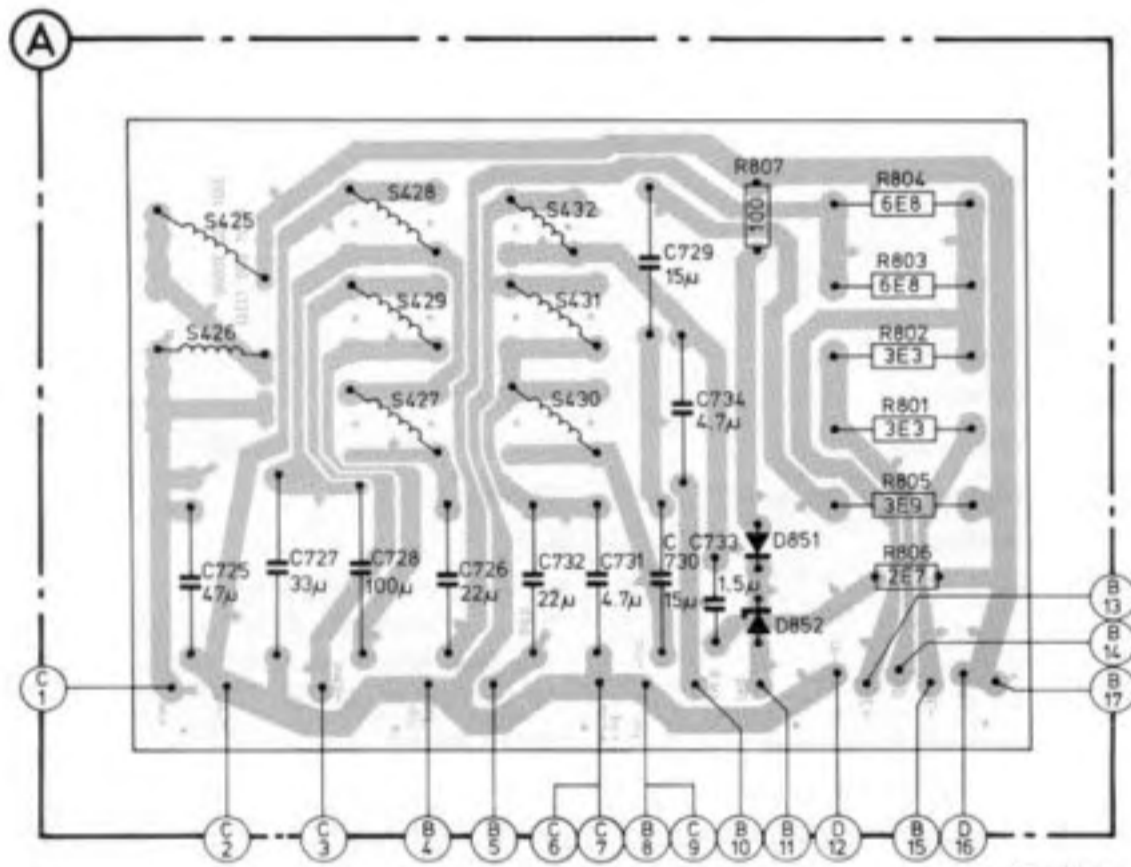 A
R807
100
R804
6E8
S428
S432
S425
C729
15μ
R803
6E8
S429
S431
S426
R802
3E3
S427
S430
C734
4.7μ
R801
3E3
R805
3E9
C725
47μ
C727
33μ
C728
100μ
C726
22μ
C732
22μ
C731
4.7μ
C
730
15μ
C733
1.5μ
D851
D852
R806
2E7
B
13
B
14
B
17
C
1
C
2
C
3
B
4
B
5
C
6
C
7
B
8
C
9
B
10
B
11
D
12
B
15
D
16